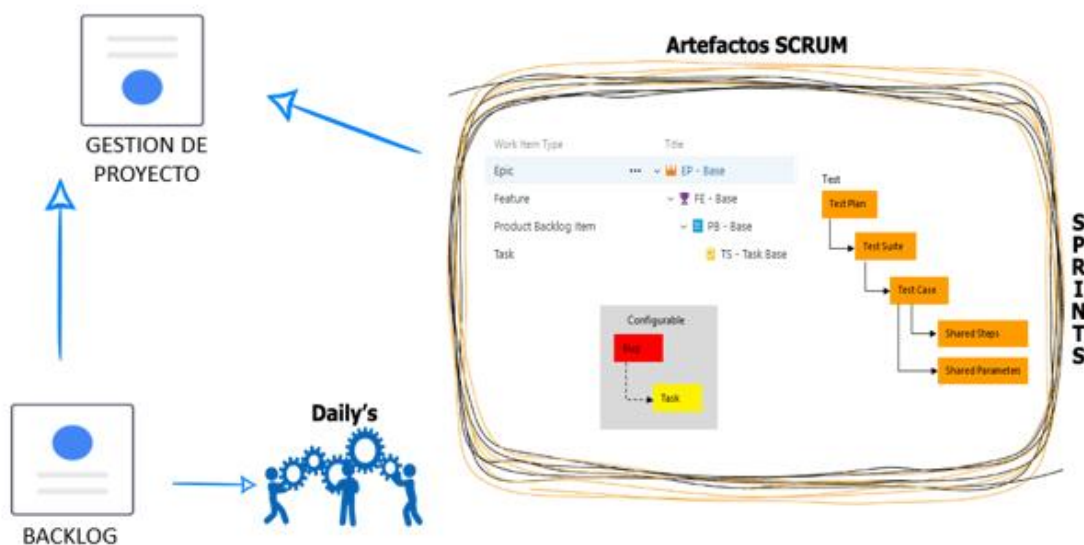 Artefactos SCRUM
GESTION DE
PROYECTO
Work Item Type Title
Epic ••• EP - Base
Feature FE - Base
Product Backlog Item PB - Base
Task TS - Task Base
Test
Test Plan
Test Suite
Test Case
Shared Steps
Shared Parameters
Configurable
Bug
Task
SPRINTS
Daily's
BACKLOG